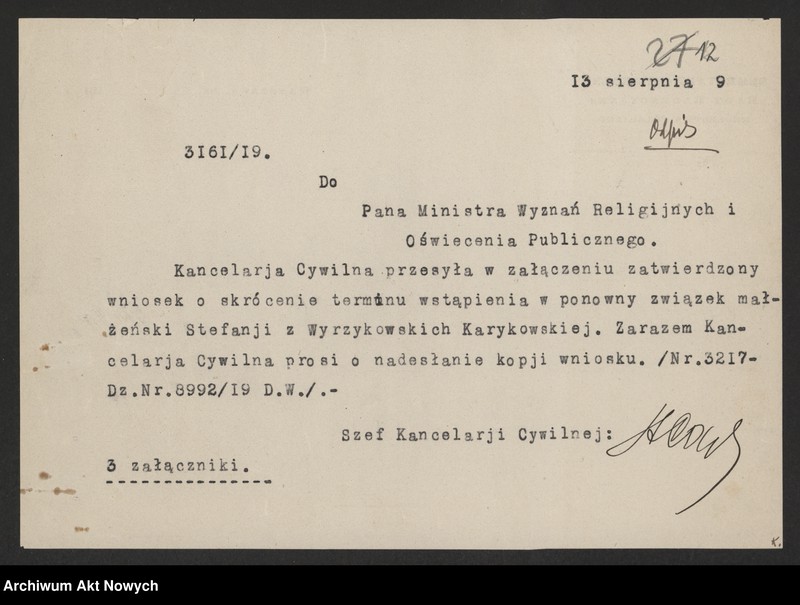 27 12
13 sierpnia 9
Odpis
3161/19.
Do
Pana Ministra Wyznań Religijnych i
Oświecenia Publicznego.
Kancelarja Cywilna przesyła w załączeniu zatwierdzony
wniosek o skrócenie terminu wstąpienia w ponowny związek mał-
żeński Stefanji z Wyrzykowskich Karykowskiej. Zarazem Kan-
celarja Cywilna prosi o nadesłanie kopji wniosku. /Nr.3217-
Dz.Nr.8992/19 D.W./.-
Szef Kancelarji Cywilnej:
3 załączniki.
K.
Archiwum Akt Nowych